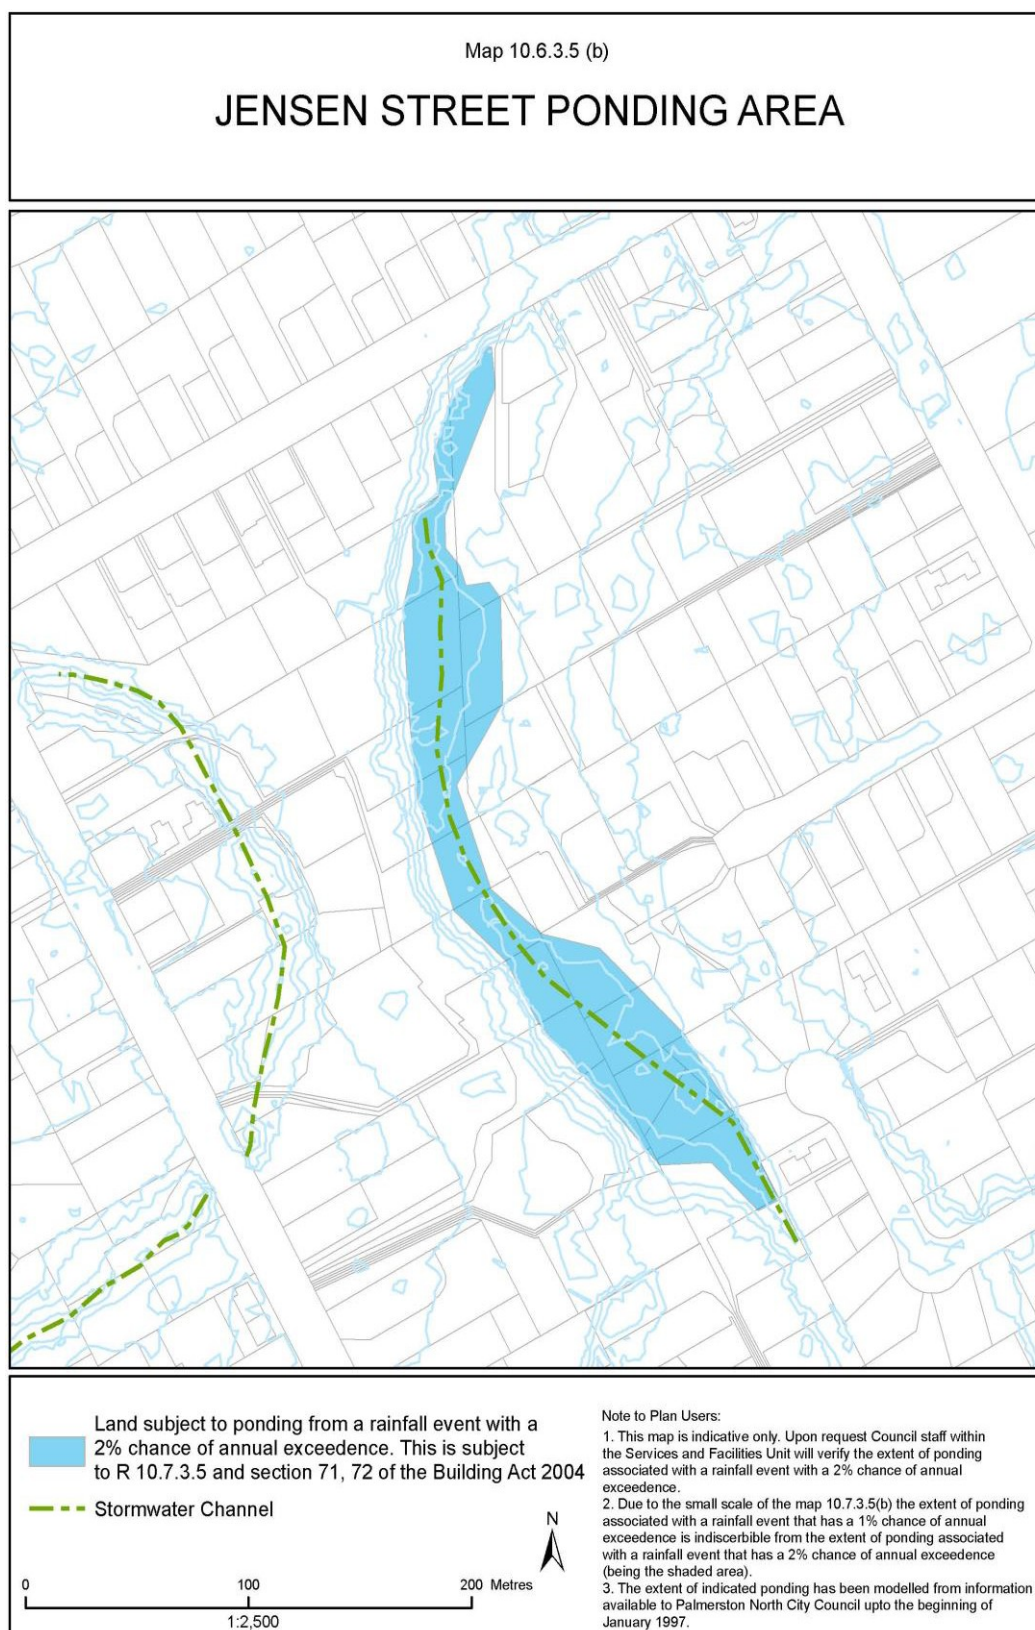 Map 10.6.3.5 (b)
JENSEN STREET PONDING AREA
Land subject to ponding from a rainfall event with a
2% chance of annual exceedence. This is subject
to R 10.7.3.5 and section 71, 72 of the Building Act 2004
Stormwater Channel
N
0 100 200 Metres
1:2,500
Note to Plan Users:
1. This map is indicative only. Upon request Council staff within
the Services and Facilities Unit will verify the extent of ponding
associated with a rainfall event with a 2% chance of annual
exceedence.
2. Due to the small scale of the map 10.7.3.5(b) the extent of ponding
associated with a rainfall event that has a 1% chance of annual
exceedence is indiscerbible from the extent of ponding associated
with a rainfall event that has a 2% chance of annual exceedence
(being the shaded area).
3. The extent of indicated ponding has been modelled from information
available to Palmerston North City Council upto the beginning of
January 1997.